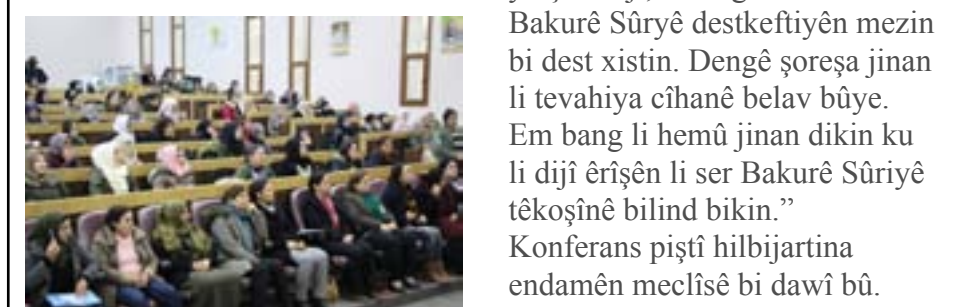 Bakurê Sûryê destkeftiyên mezin
bi dest xistin. Dengê şoreşa jinan
li tevahiya cîhanê belav bûye.
Em bang li hemû jinan dikin ku
li dijî êrîşên li ser Bakurê Sûriyê
têkoşînê bilind bikin.”
Konferans piştî hilbijartina
endamên meclîsê bi dawî bû.